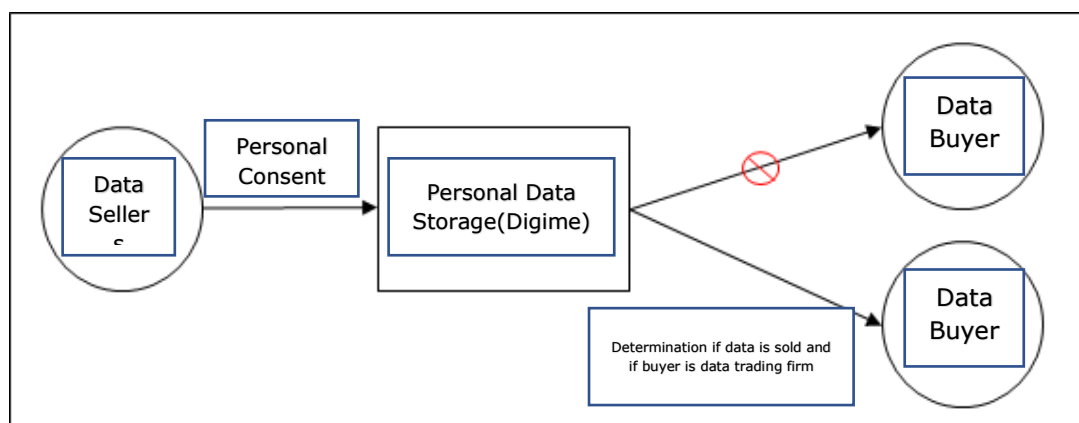 Data
Seller
s
Personal
Consent
Personal Data
Storage(Digime)
Data
Buyer
Data
Buyer
Determination if data is sold and
if buyer is data trading firm